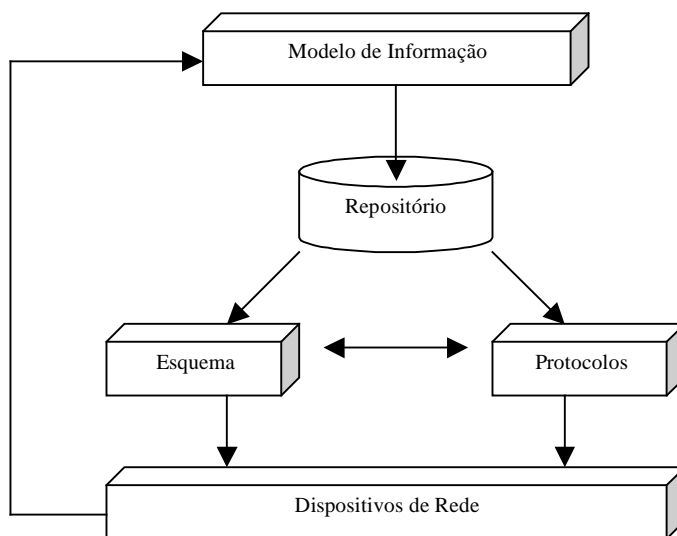 Modelo de Informação
Repositório
Esquema
Protocolos
Dispositivos de Rede